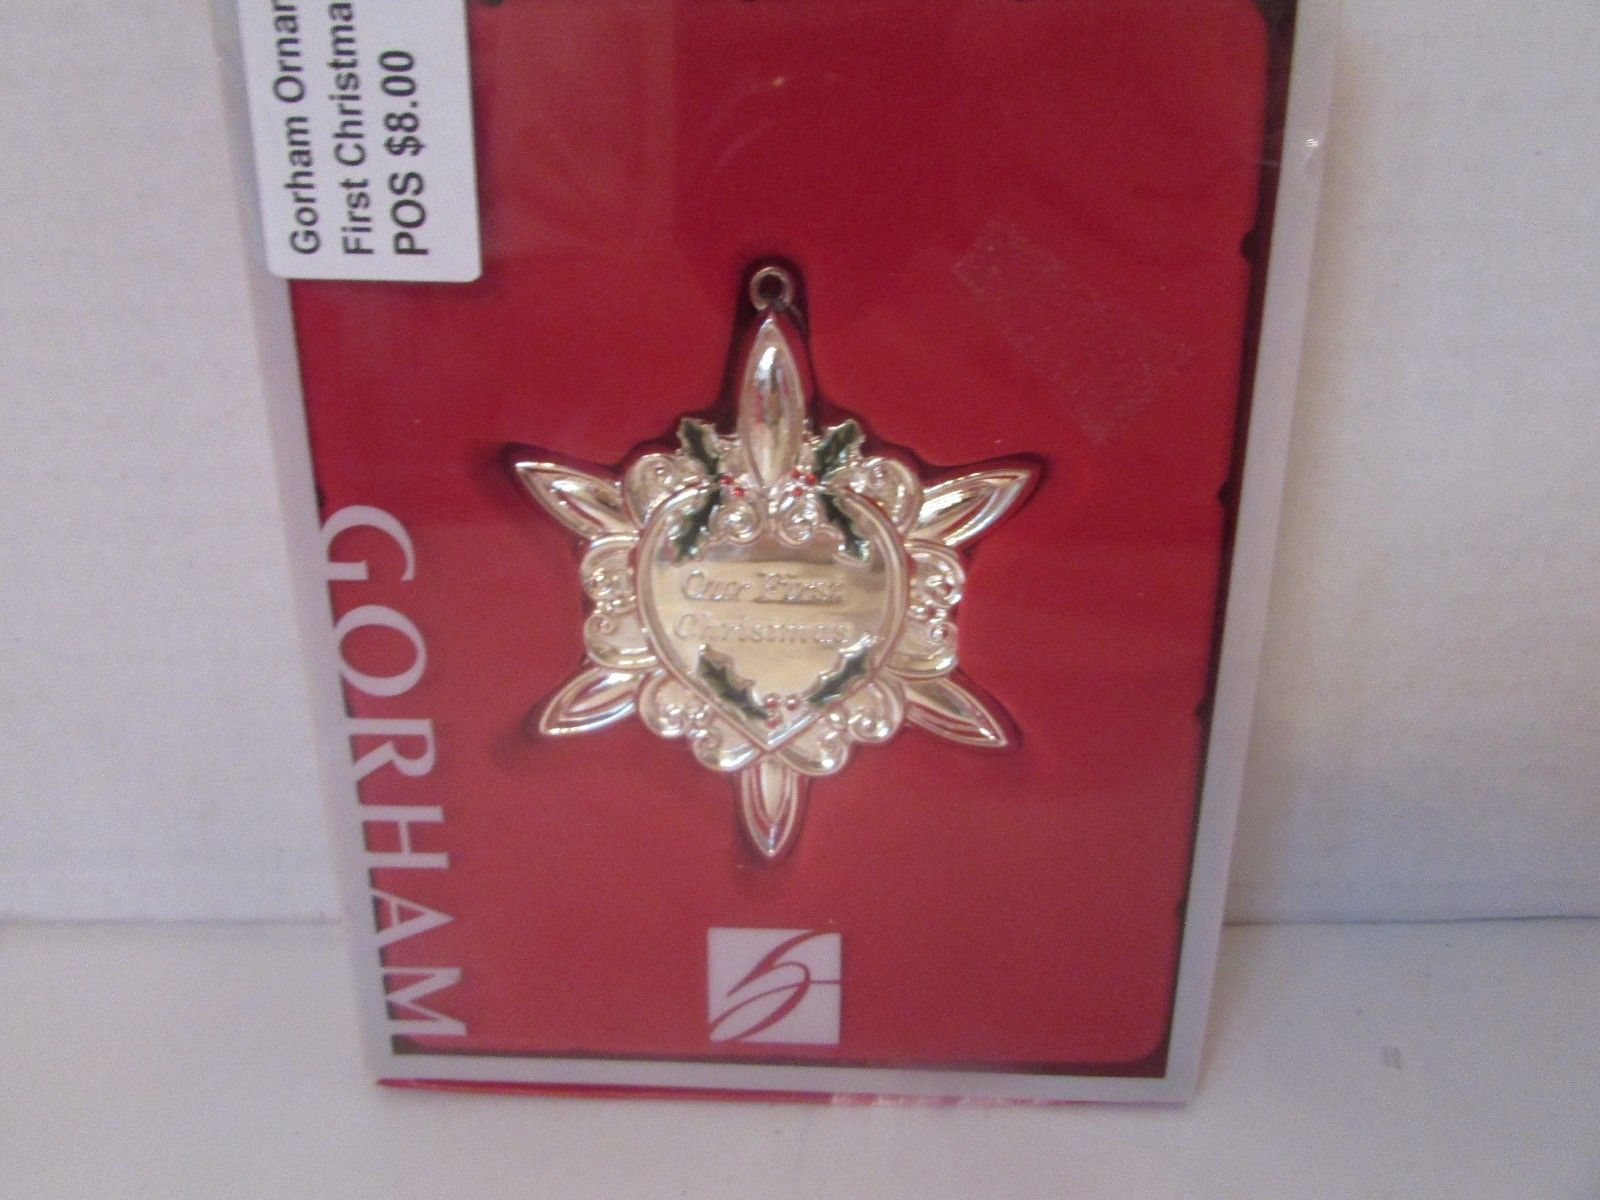 Gorham Ornar
First Christma
POS $8.00
Our First
Christmas
GORHAM